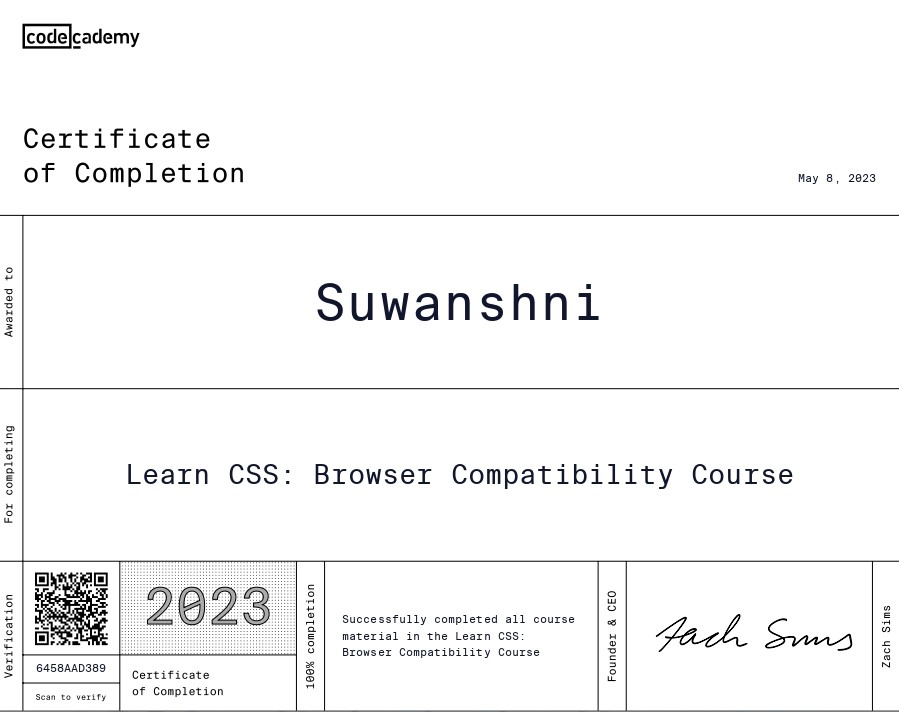 codecademy
Certificate
of Completion
May 8, 2023
Awarded to
Suwanshni
For completing
Learn CSS: Browser Compatibility Course
Verification
6458AAD389
Scan to verify
2023
Certificate
of Completion
100% completion
Successfully completed all course
material in the Learn CSS:
Browser Compatibility Course
Founder & CEO
Zach Sims
Zach Sims